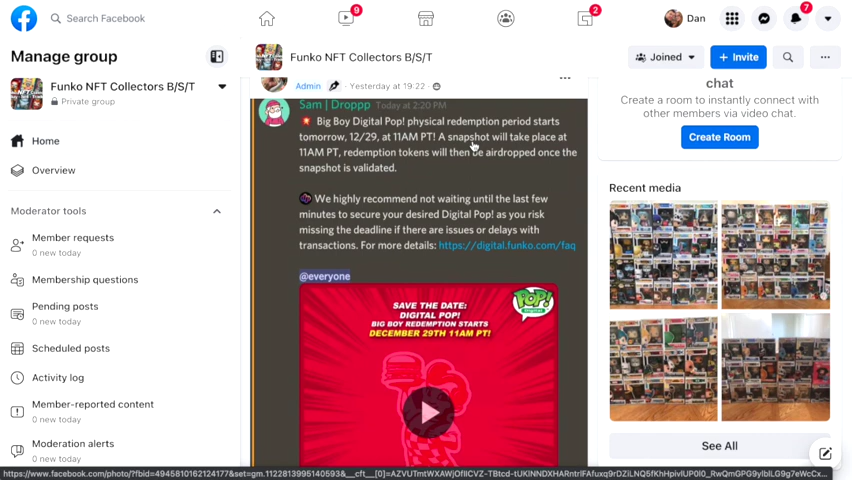 Search Facebook
9
2
Dan
7
Manage group
Funko NFT Collectors B/S/T
Private group
Home
Overview
Moderator tools
Member requests
0 new today
Membership questions
Pending posts
0 new today
Scheduled posts
Activity log
Member-reported content
0 new today
Moderation alerts
0 new today
Funko NFT Collectors B/S/T
Joined
+ Invite
Admin
Yesterday at 19:22
Sam | Droppp Today at 2:20 PM
Big Boy Digital Pop! physical redemption period starts
tomorrow, 12/29, at 11AM PT! A snapshot will take place at
11AM PT, redemption tokens will then be airdropped once the
snapshot is validated.
We highly recommend not waiting until the last few
minutes to secure your desired Digital Pop! as you risk
missing the deadline if there are issues or delays with
transactions. For more details: https://digital.funko.com/faq
@everyone
POP!
Digital
SAVE THE DATE:
DIGITAL POP!
BIG BOY REDEMPTION STARTS
DECEMBER 29TH 11AM PT!
chat
Create a room to instantly connect with
other members via video chat.
Create Room
Recent media
See All